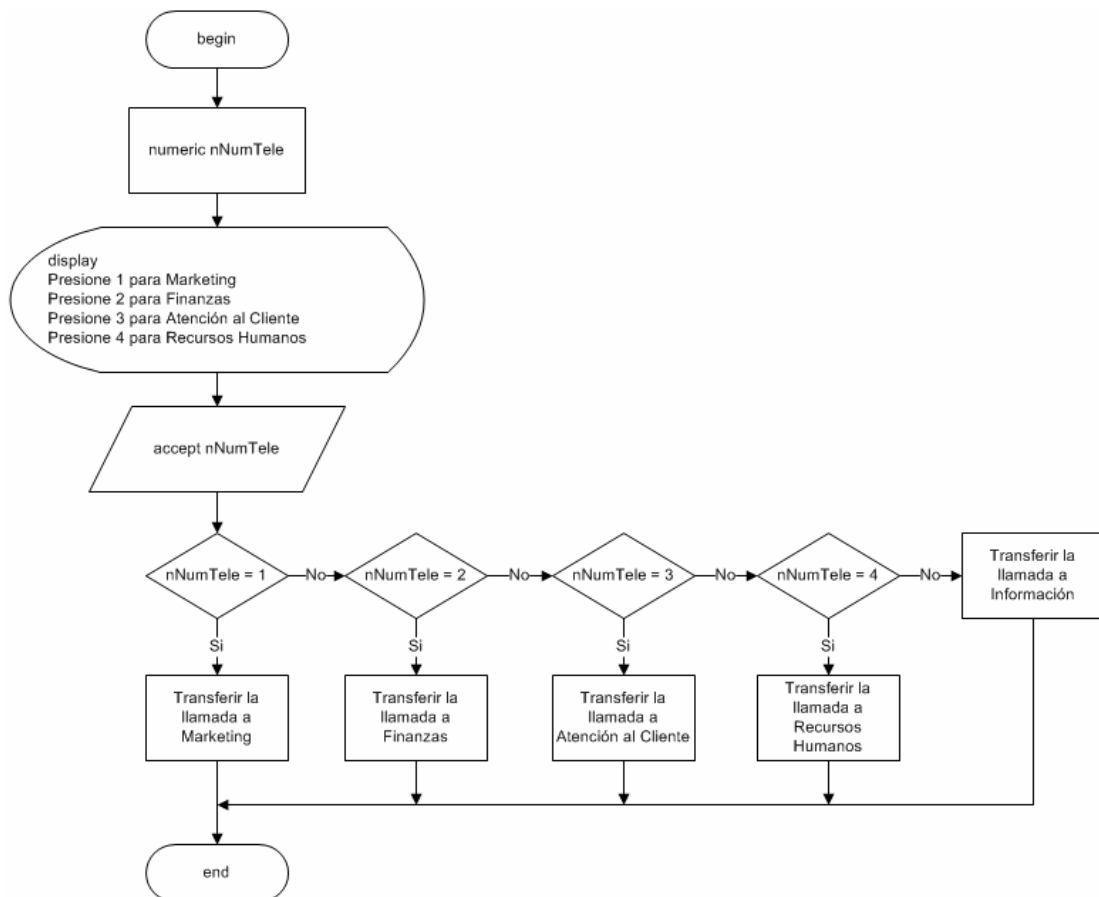 begin
numeric nNumTele
display
Presione 1 para Marketing
Presione 2 para Finanzas
Presione 3 para Atención al Cliente
Presione 4 para Recursos Humanos
accept nNumTele
nNumTele = 1
No
nNumTele = 2
No
nNumTele = 3
No
nNumTele = 4
No
Transferir la
llamada a
Información
Si
Si
Si
Si
Transferir la
llamada a
Marketing
Transferir la
llamada a
Finanzas
Transferir la
llamada a
Atención al Cliente
Transferir la
llamada a
Recursos
Humanos
end